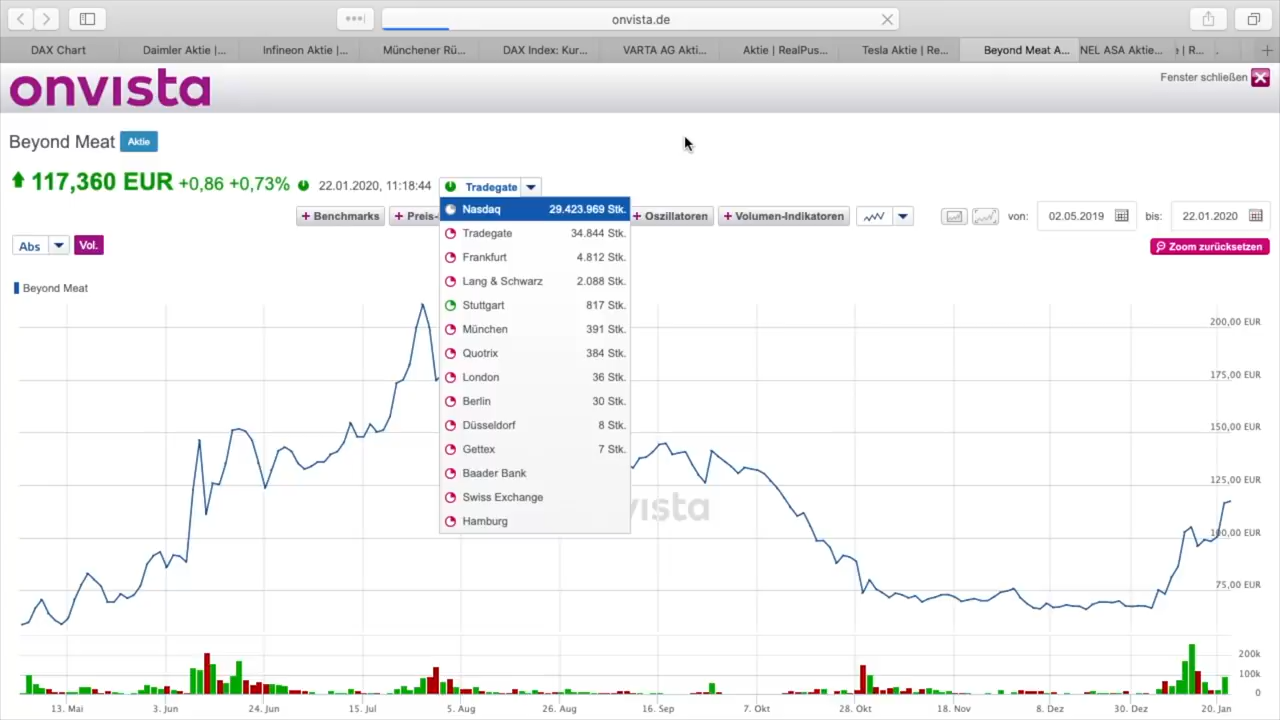 onvista.de
DAX Chart
Daimler Aktie |...
Infineon Aktie |...
Münchener Rü...
DAX Index: Kur...
VARTA AG Akti...
Aktie | RealPus...
Tesla Aktie | Re...
Beyond Meat A...
NEL ASA Aktie...
onvista
Fenster schließen
Beyond Meat Aktie
117,360 EUR +0,86 +0,73% 22.01.2020, 11:18:44 Tradegate
+ Benchmarks + Preis- + Oszillatoren + Volumen-Indikatoren von: 02.05.2019 bis: 22.01.2020
Abs Vol. Zoom zurücksetzen
Nasdaq 29.423.969 Stk.
Tradegate 34.844 Stk.
Frankfurt 4.812 Stk.
Lang & Schwarz 2.088 Stk.
Stuttgart 817 Stk.
München 391 Stk.
Quotrix 384 Stk.
London 36 Stk.
Berlin 30 Stk.
Düsseldorf 8 Stk.
Gettex 7 Stk.
Baader Bank
Swiss Exchange
Hamburg
Beyond Meat
200,00 EUR
175,00 EUR
150,00 EUR
125,00 EUR
100,00 EUR
75,00 EUR
200k
100k
0
13. Mai 3. Jun 24. Jun 15. Jul 5. Aug 26. Aug 16. Sep 7. Okt 28. Okt 18. Nov 8. Dez 30. Dez 20. Jan